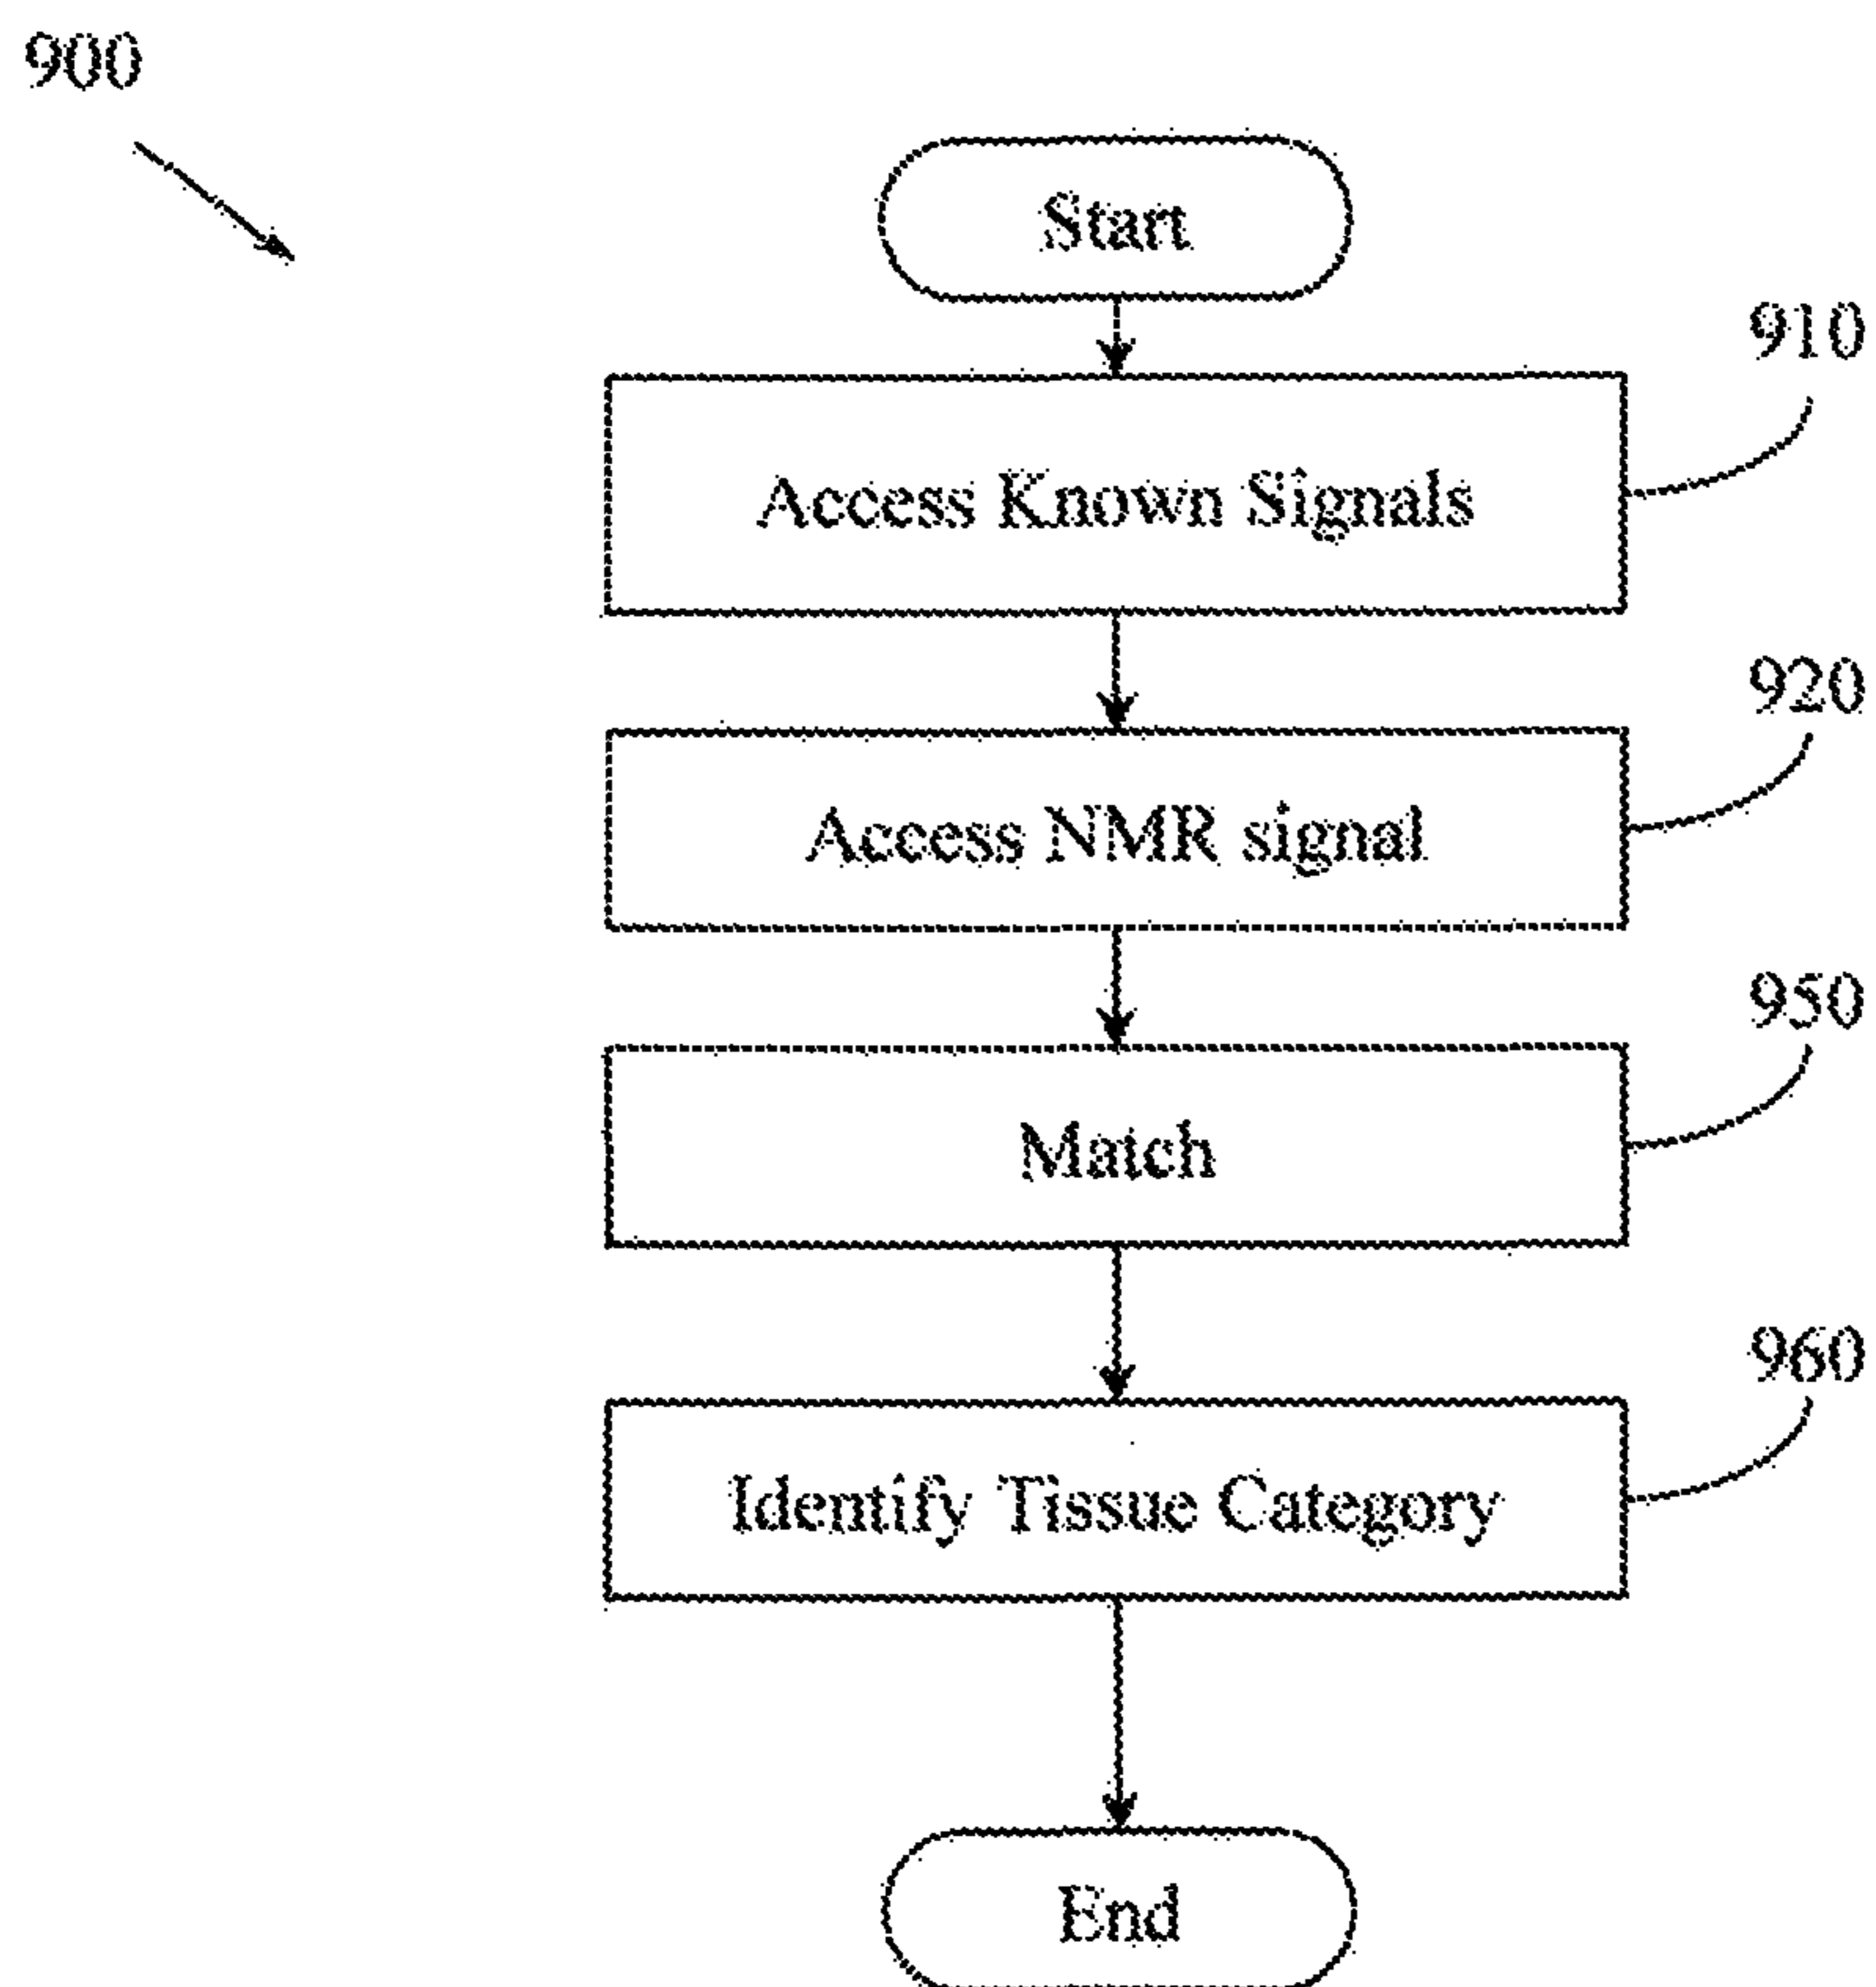 900
Start
910
Access Known Signals
920
Access NMR signal
950
Match
960
Identify Tissue Category
End